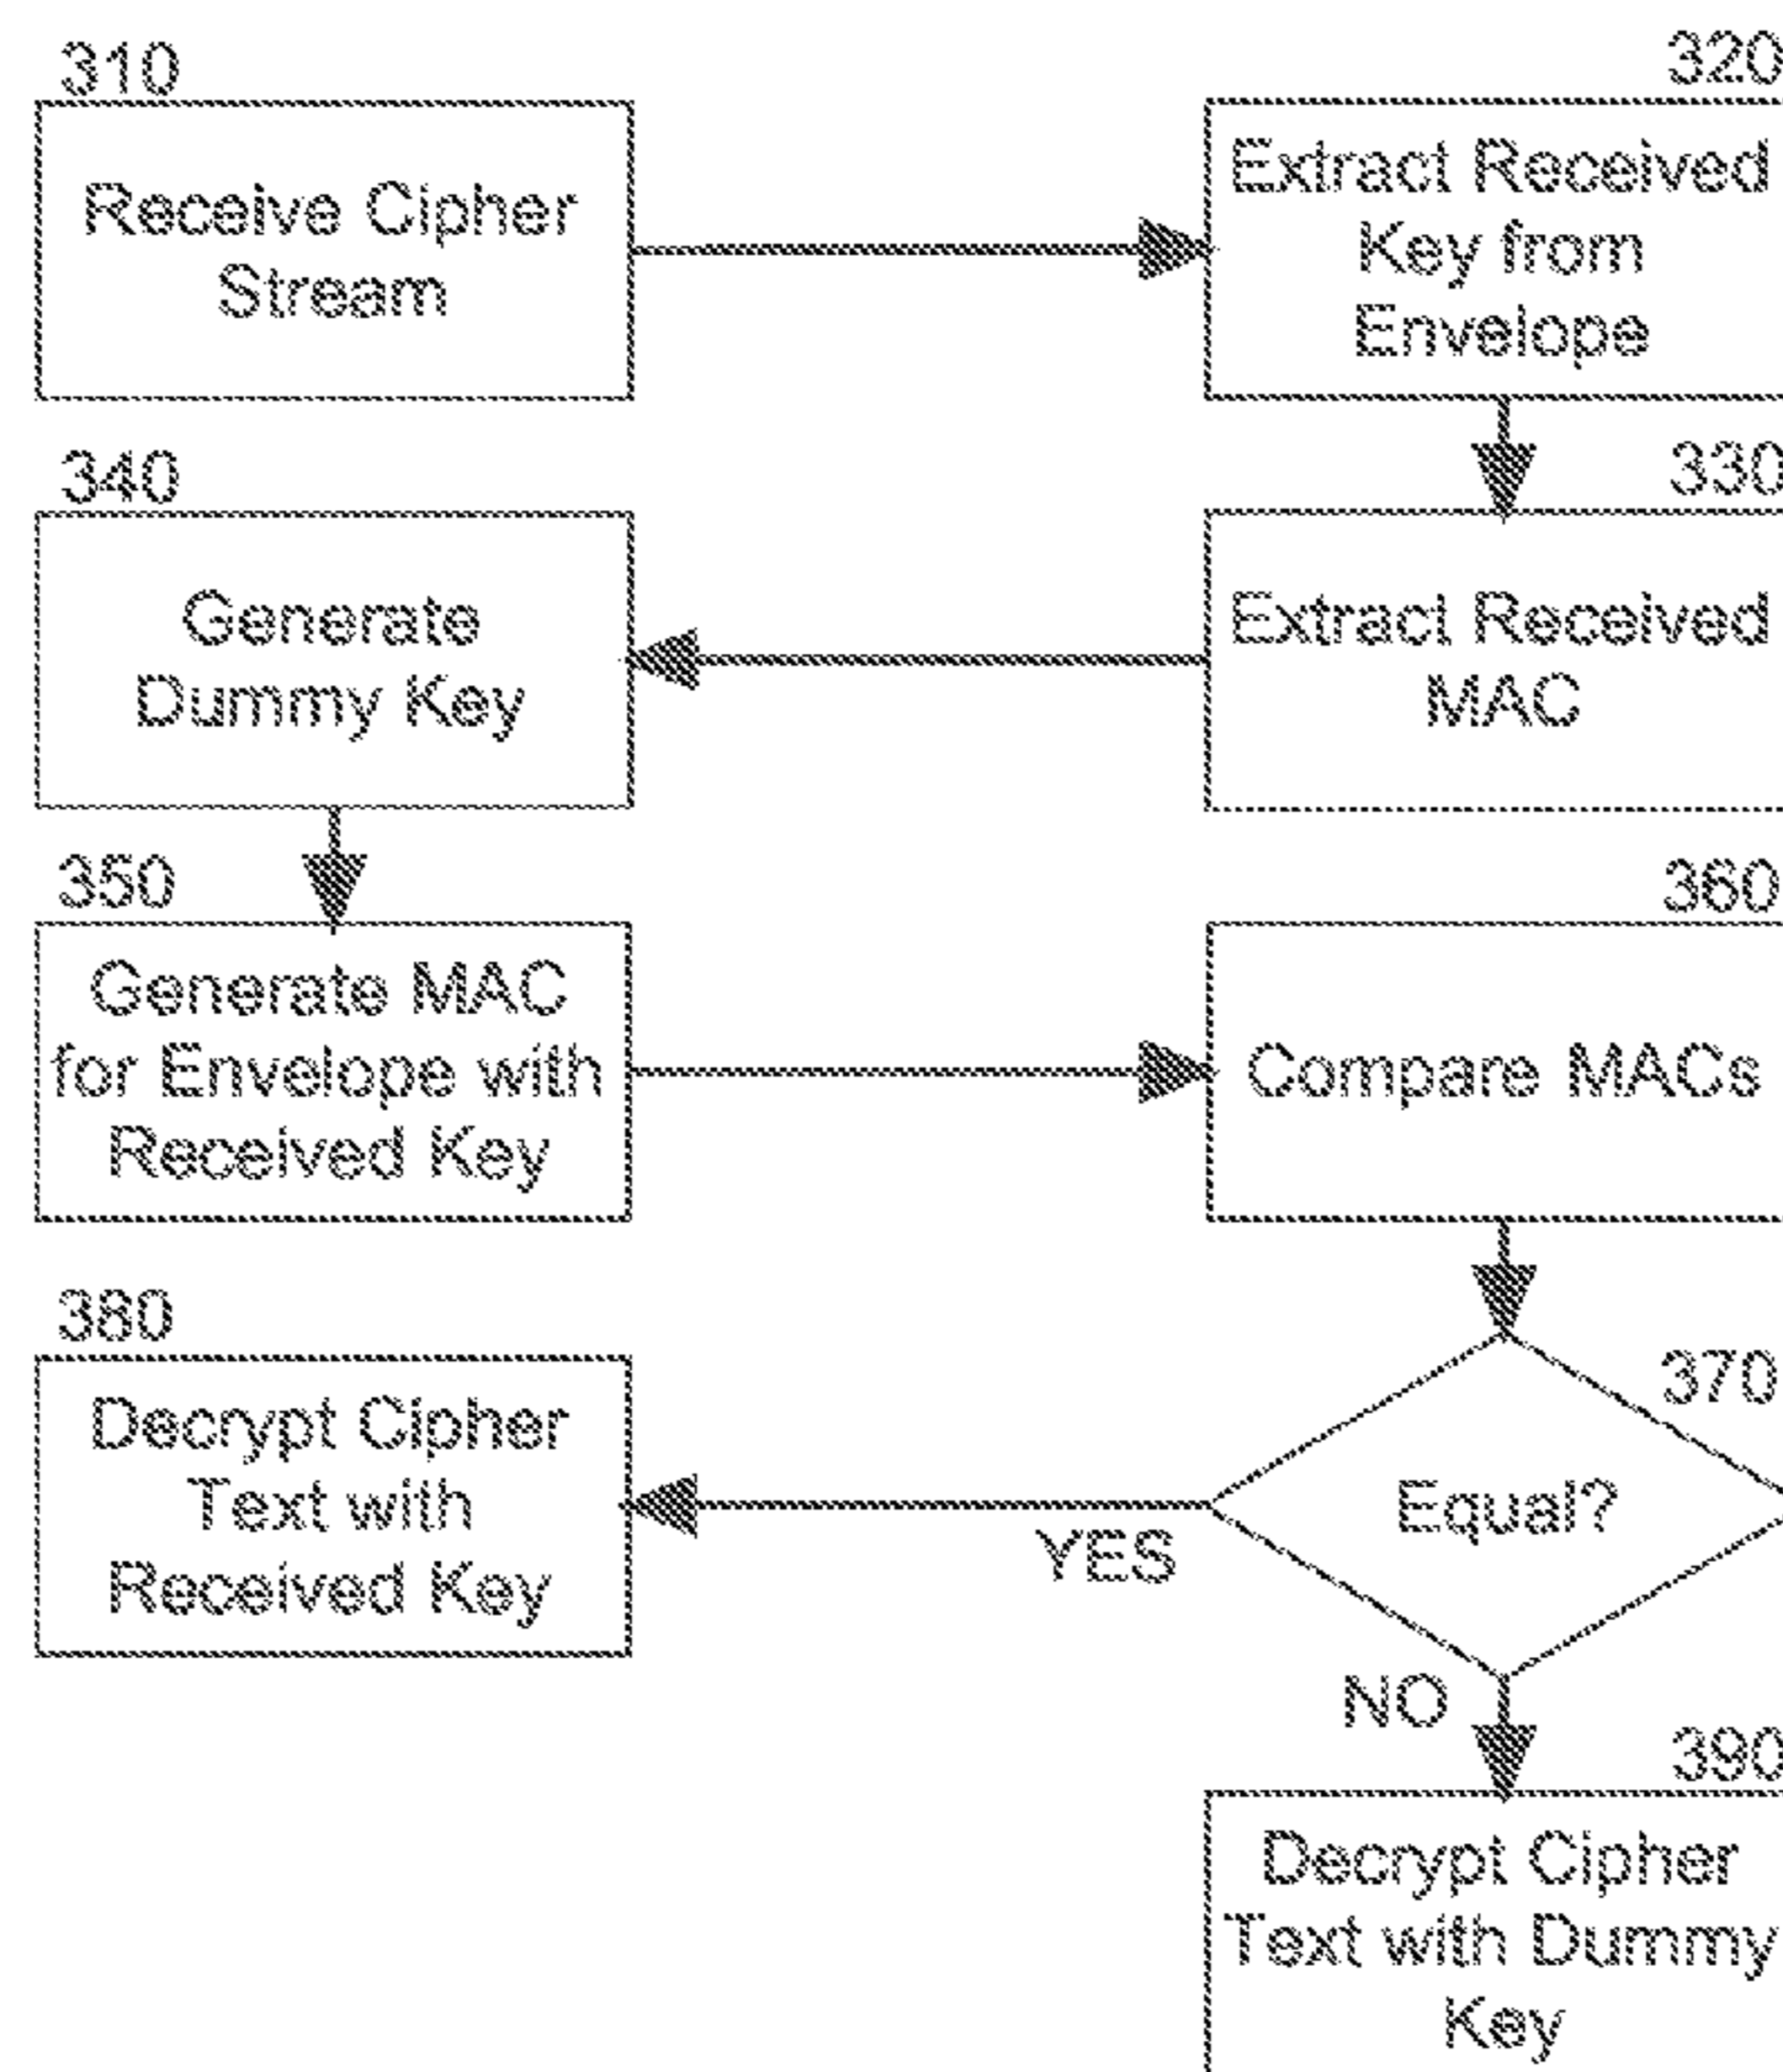 310
Receive Cipher
Stream
320
Extract Received
Key from
Envelope
330
Extract Received
MAC
340
Generate
Dummy Key
350
Generate MAC
for Envelope with
Received Key
360
Compare MACs
370
Equal?
YES
380
Decrypt Cipher
Text with
Received Key
NO
390
Decrypt Cipher
Text with Dummy
Key